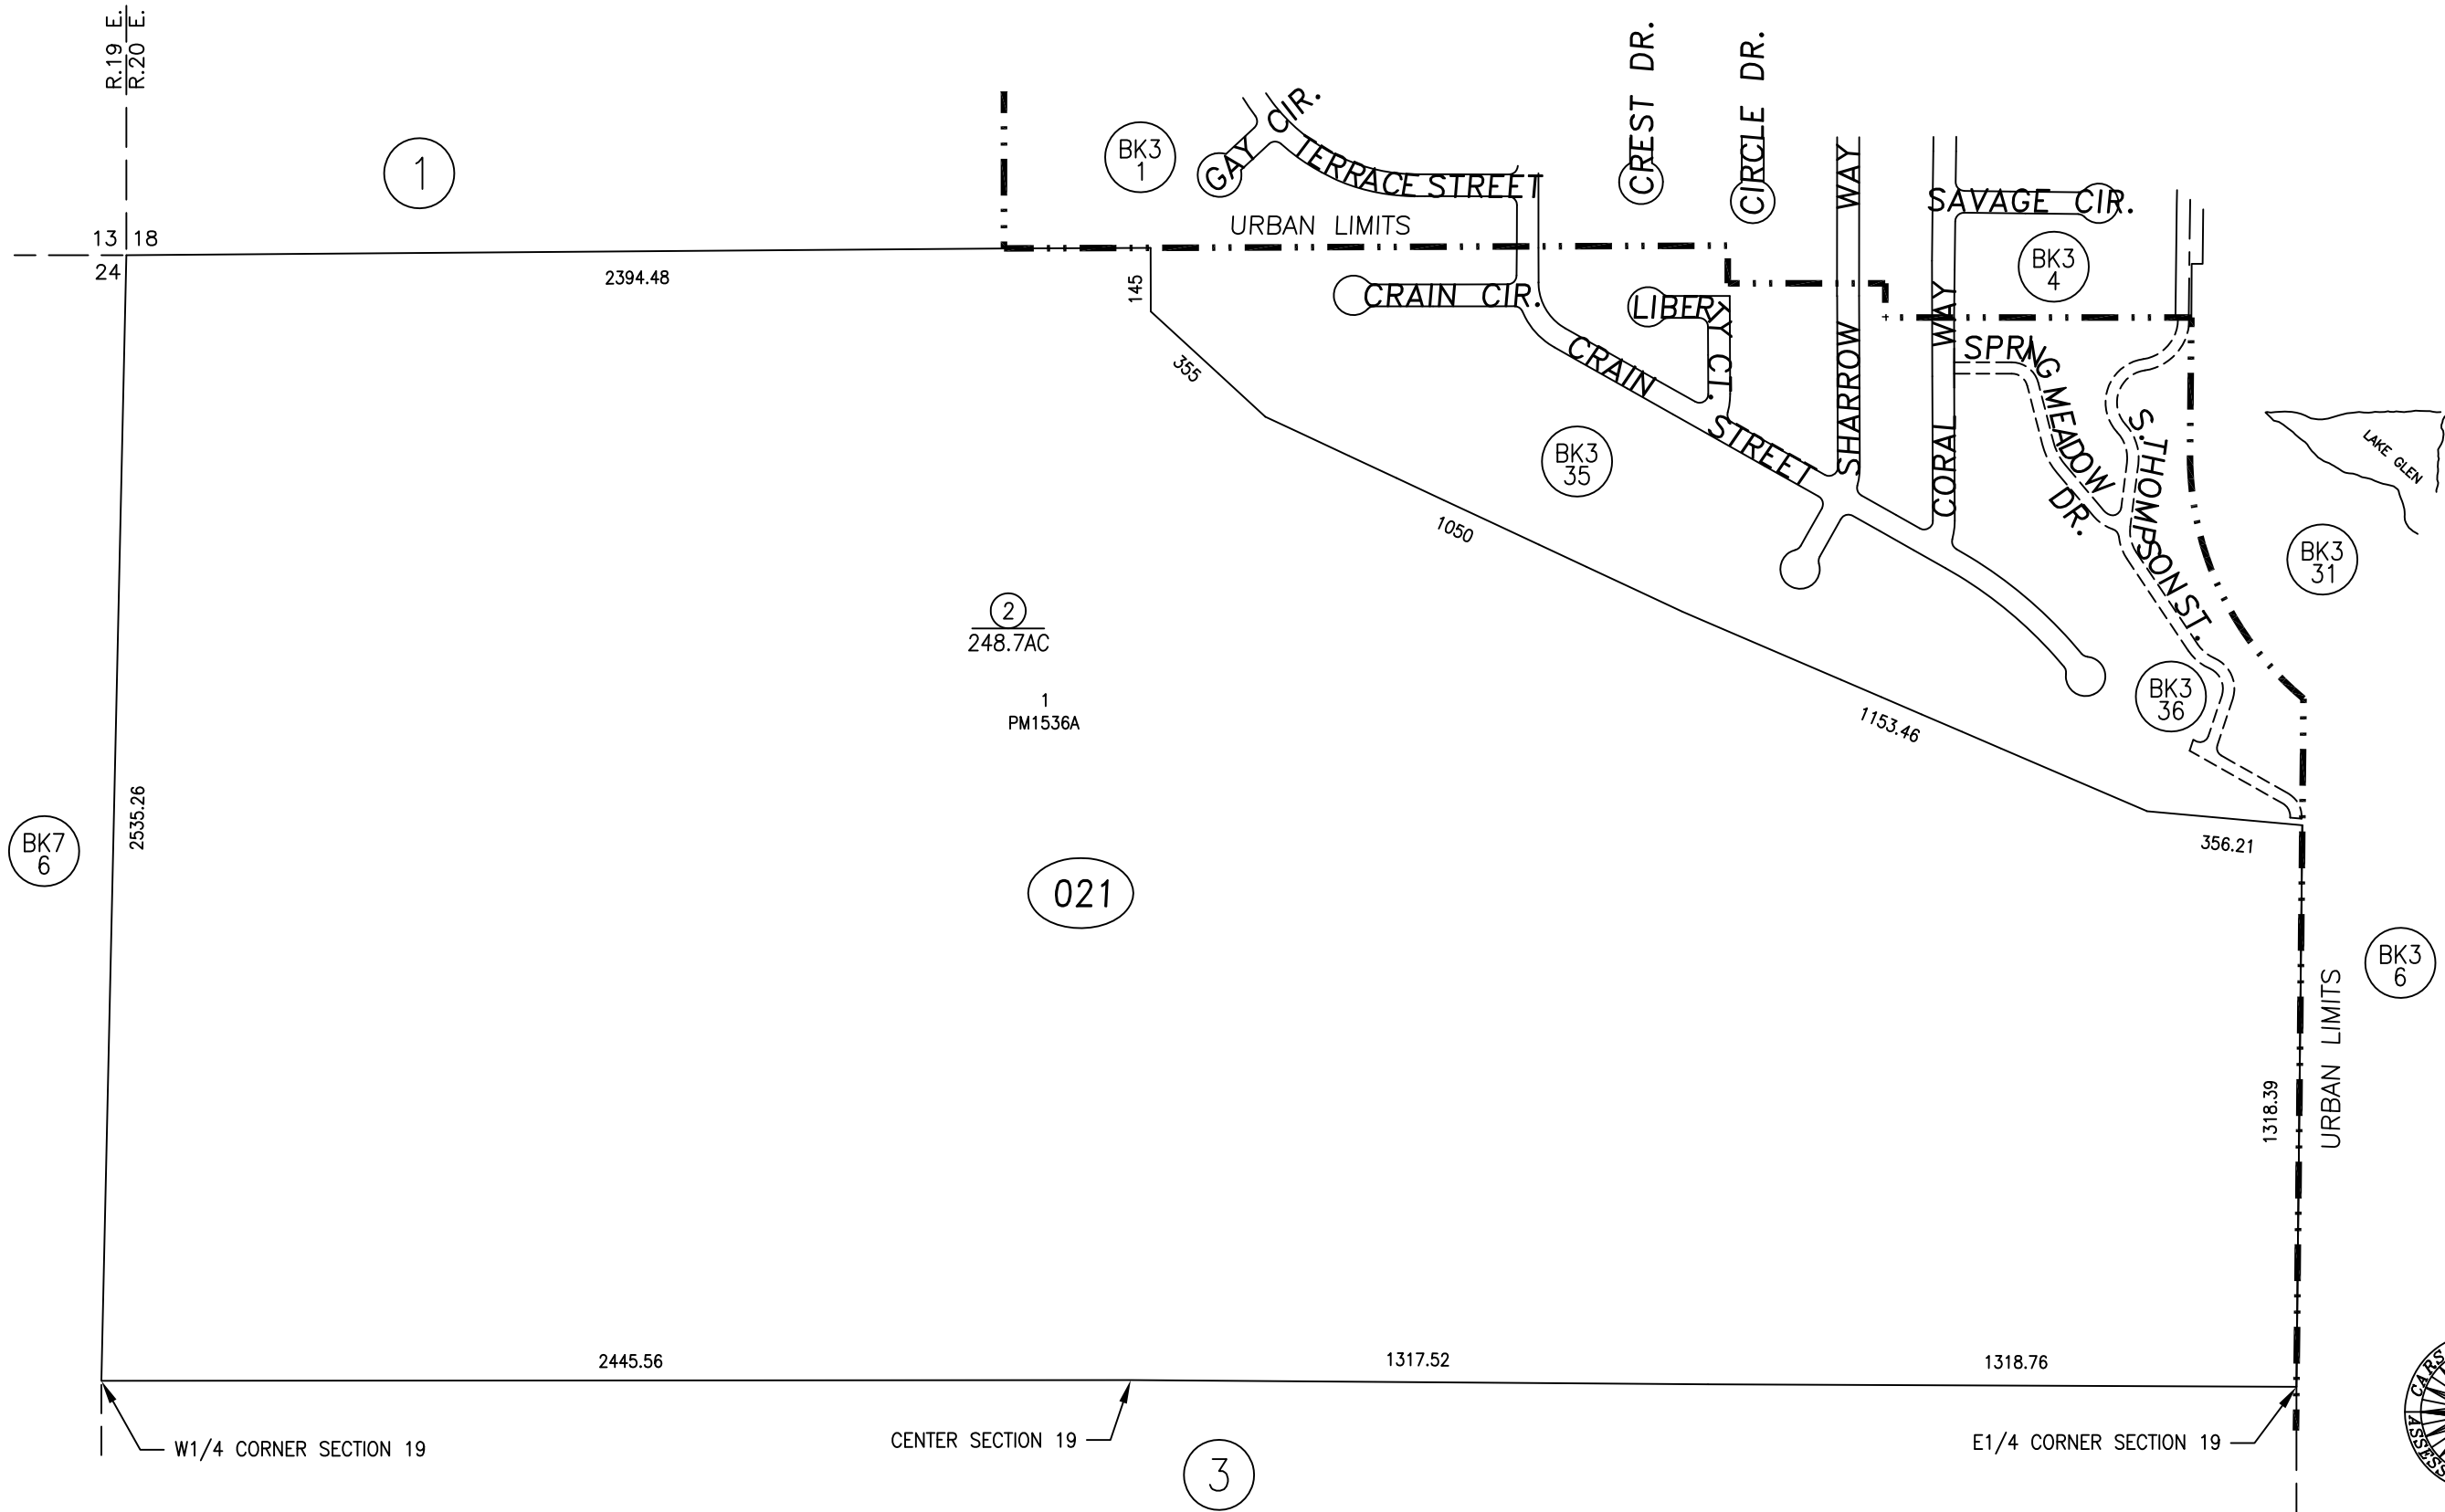 R.19 E.
R.20 E.
1
BK3
1
GAY CIR.
TERRACE STREET
CREST DR.
CIRCLE DR.
SHARROW WAY
CORAL WAY
SAVAGE CIR.
BK3
4
URBAN LIMITS
13 18
24
2394.48
145
355
CRAIN CIR.
LIBERTY CT.
CRAIN STREET
SPRNG MEADOW DR.
S. THOMPSON ST.
LAKE GLEN
BK3
35
BK3
31
1050
2
248.7AC
1
PM1536A
BK3
36
1153.46
2535.26
BK7
6
356.21
021
BK3
6
URBAN LIMITS
1318.39
2445.56
1317.52
1318.76
W1/4 CORNER SECTION 19
CENTER SECTION 19
E1/4 CORNER SECTION 19
3